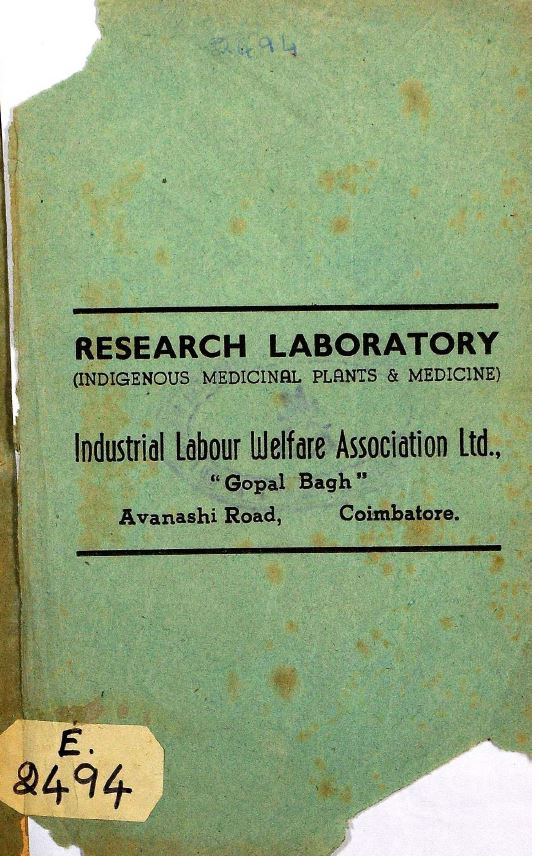 2494
RESEARCH LABORATORY
(INDIGENOUS MEDICINAL PLANTS & MEDICINE)
Industrial Labour Welfare Association Ltd.,
"Gopal Bagh"
Avanashi Road, Coimbatore.
E.
2494